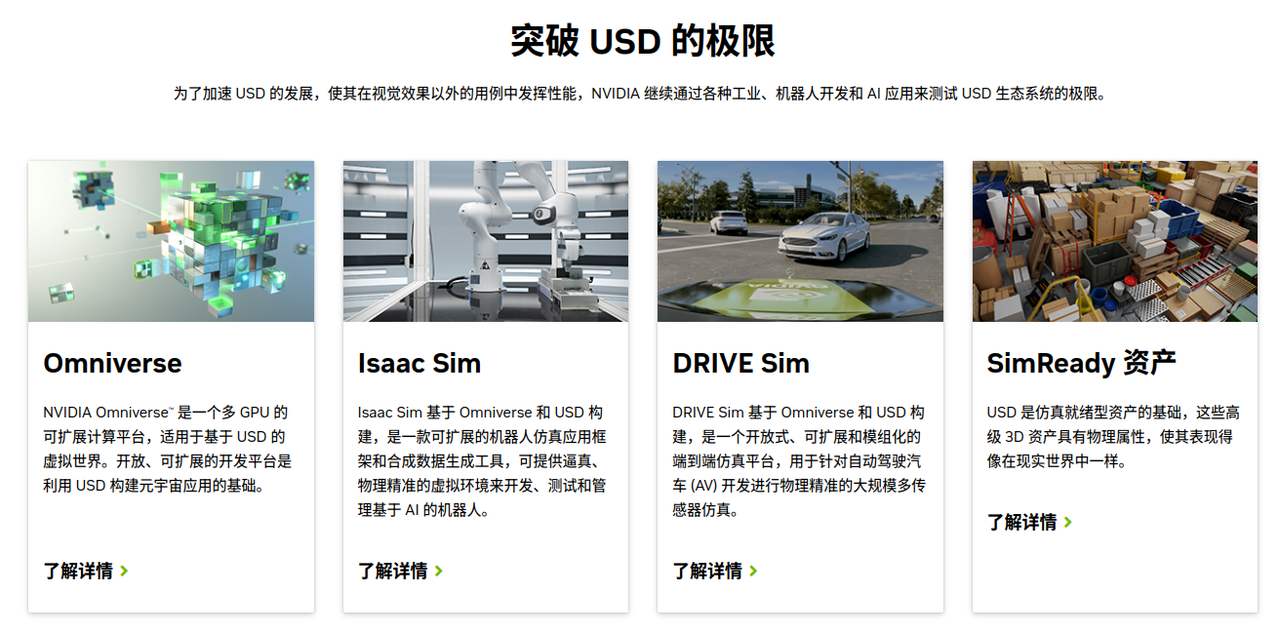 突破 USD 的极限
为了加速 USD 的发展，使其在视觉效果以外的用例中发挥性能，NVIDIA 继续通过各种工业、机器人开发和 AI 应用来测试 USD 生态系统的极限。
NVIDIA
Omniverse
NVIDIA Omniverse™ 是一个多 GPU 的
可扩展计算平台，适用于基于 USD 的
虚拟世界。开放、可扩展的开发平台是
利用 USD 构建元宇宙应用的基础。
了解详情
Isaac Sim
Isaac Sim 基于 Omniverse 和 USD 构
建，是一款可扩展的机器人仿真应用框
架和合成数据生成工具，可提供逼真、
物理精准的虚拟环境来开发、测试和管
理基于 AI 的机器人。
了解详情
DRIVE Sim
DRIVE Sim 基于 Omniverse 和 USD 构
建，是一个开放式、可扩展和模组化的
端到端仿真平台，用于针对自动驾驶汽
车 (AV) 开发进行物理精准的大规模多传
感器仿真。
了解详情
SimReady 资产
USD 是仿真就绪型资产的基础，这些高
级 3D 资产具有物理属性，使其表现得
像在现实世界中一样。
了解详情